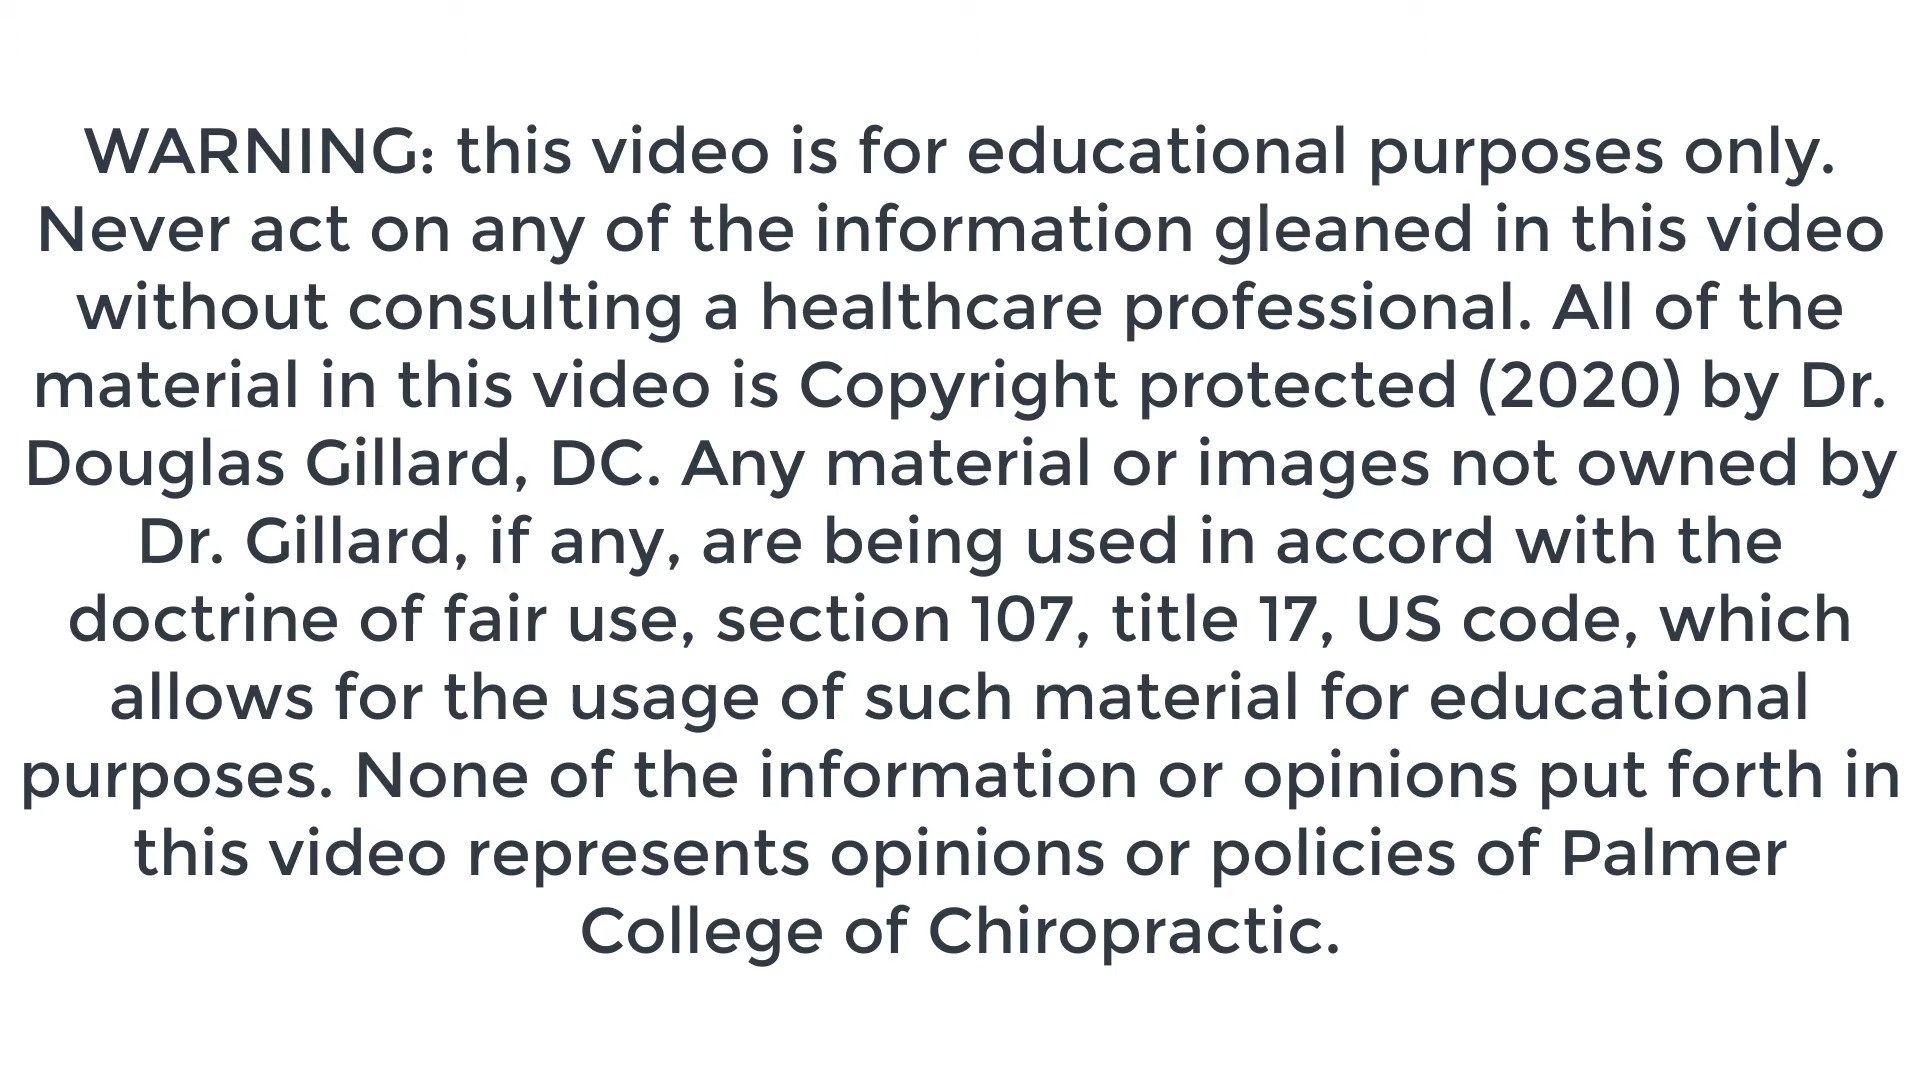 WARNING: this video is for educational purposes only.
Never act on any of the information gleaned in this video
without consulting a healthcare professional. All of the
material in this video is Copyright protected (2020) by Dr.
Douglas Gillard, DC. Any material or images not owned by
Dr. Gillard, if any, are being used in accord with the
doctrine of fair use, section 107, title 17, US code, which
allows for the usage of such material for educational
purposes. None of the information or opinions put forth in
this video represents opinions or policies of Palmer
College of Chiropractic.